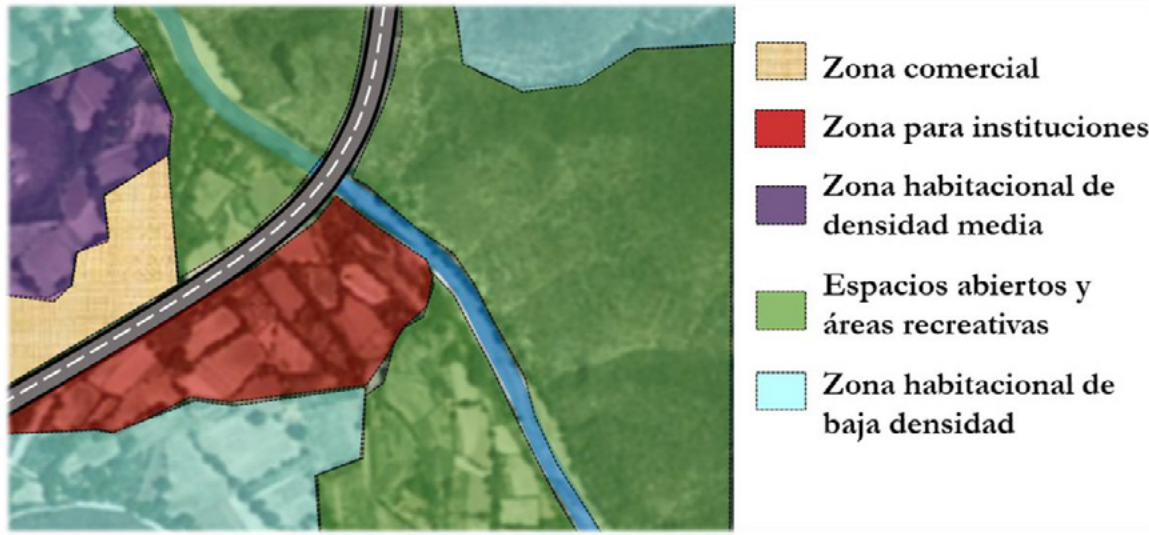 Zona comercial
Zona para instituciones
Zona habitacional de
densidad media
Espacios abiertos y
áreas recreativas
Zona habitacional de
baja densidad